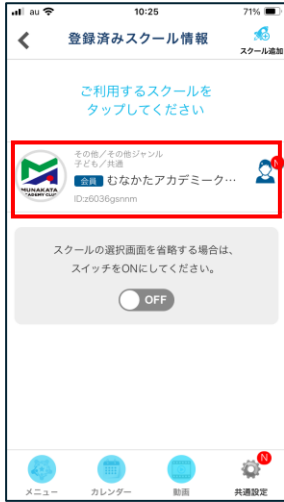 au 10:25 71%
登録済みスクール情報
スクール追加
ご利用するスクールを
タップしてください
その他/その他ジャンル
子ども/共通
会員 むなかたアカデミーク…
ID:z6036gsnnm
MUNAKATA
ACADEMY CLUB
N
スクールの選択画面を省略する場合は、
スイッチをONにしてください。
OFF
メニュー カレンダー 動画 共通設定
N